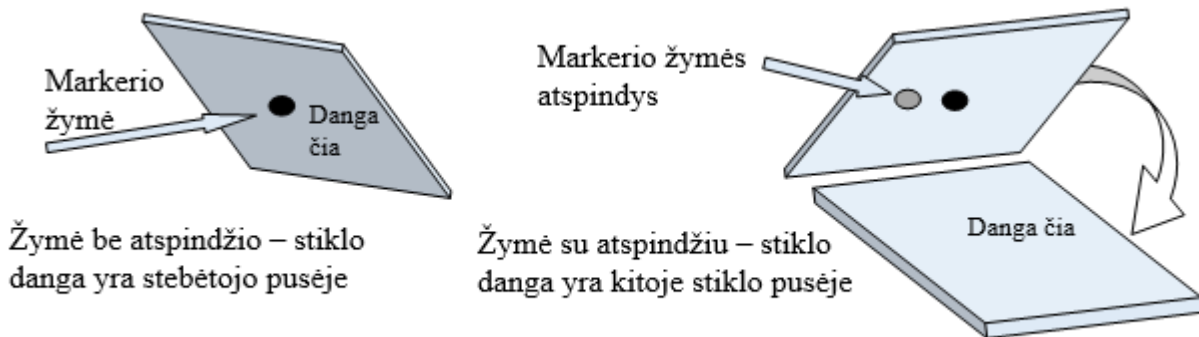 Markerio
žymė
Danga
čia
Žymė be atspindžio – stiklo
danga yra stebėtojo pusėje
Markerio žymės
atspindys
Danga čia
Žymė su atspindžiu – stiklo
danga yra kitoje stiklo pusėje